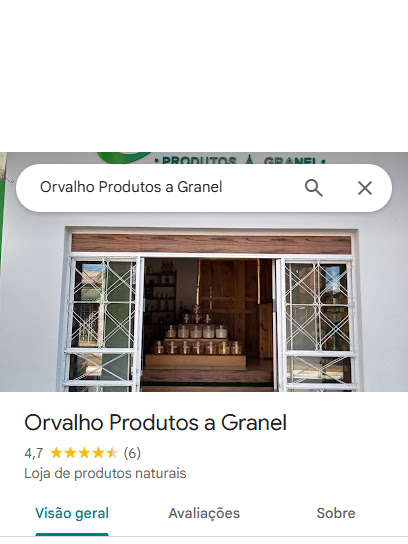 • PRODUTOS A GRANEL •
Orvalho Produtos a Granel
Orvalho Produtos a Granel
4,7 (6)
Loja de produtos naturais
Visão geral Avaliações Sobre